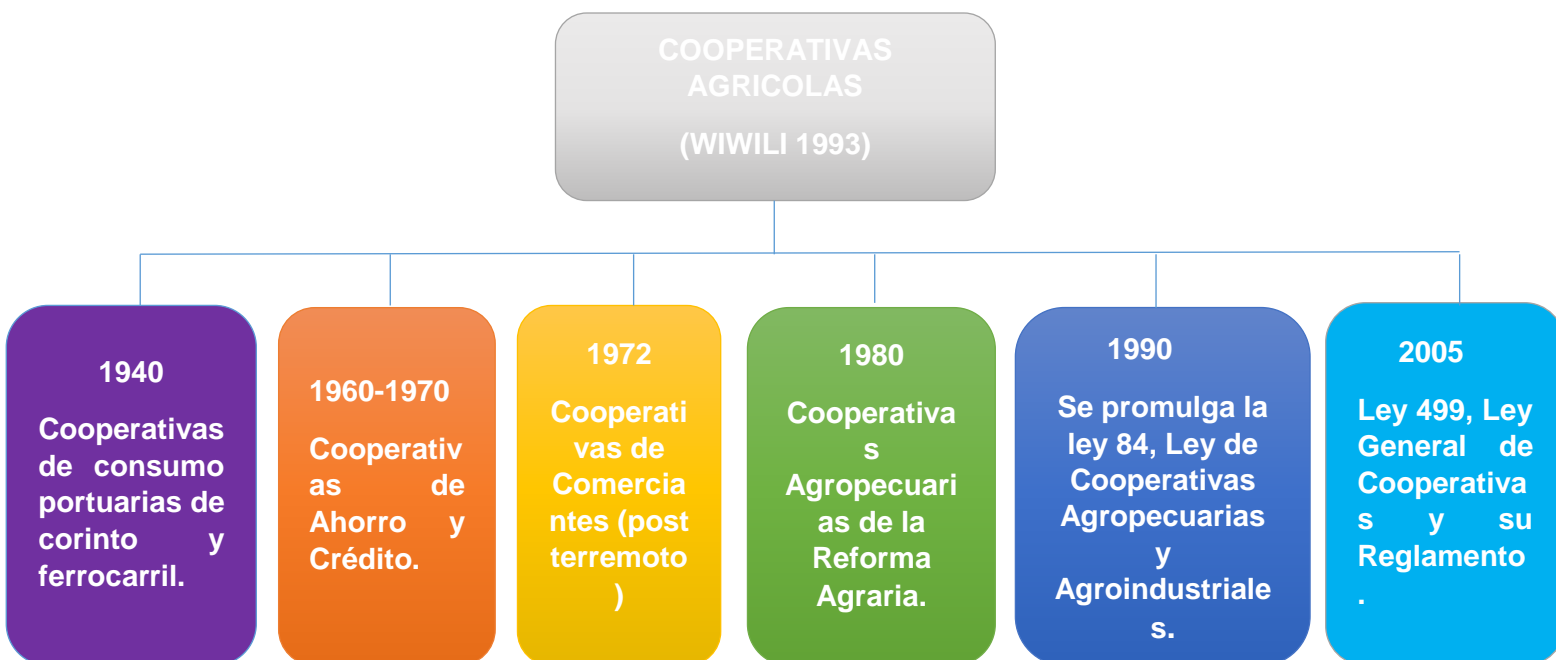 COOPERATIVAS
AGRICOLAS
(WIWILI 1993)
1940
Cooperativas
de consumo
portuarias de
corinto y
ferrocarril.
1960-1970
Cooperativ
as de
Ahorro y
Crédito.
1972
Cooperati
vas de
Comercia
ntes (post
terremoto
)
1980
Cooperativa
s
Agropecuari
as de la
Reforma
Agraria.
1990
Se promulga la
ley 84, Ley de
Cooperativas
Agropecuarias
y
Agroindustriale
s.
2005
Ley 499, Ley
General de
Cooperativa
s y su
Reglamento
.